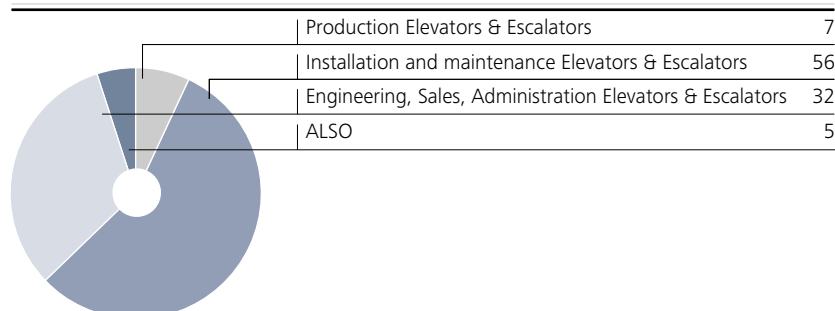 Production Elevators & Escalators 7
Installation and maintenance Elevators & Escalators 56
Engineering, Sales, Administration Elevators & Escalators 32
ALSO 5